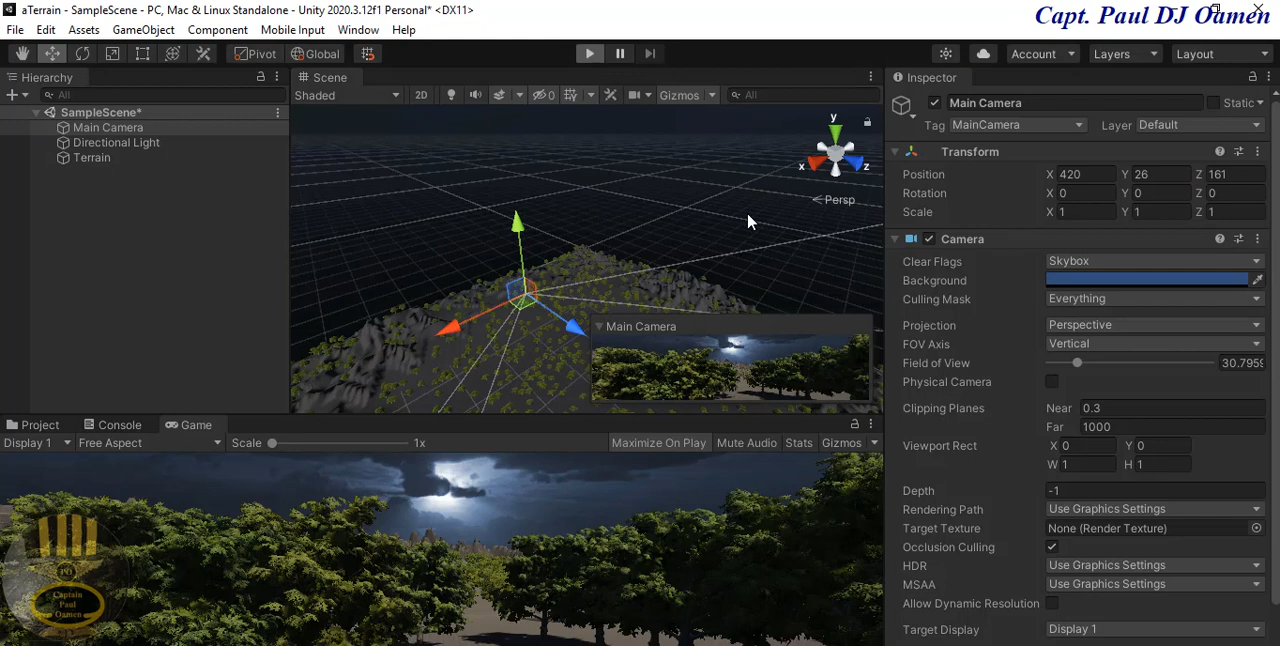 aTerrain - SampleScene - PC, Mac & Linux Standalone - Unity 2020.3.12f1 Personal* <DX11>
Capt. Paul DJ Oamen
File Edit Assets GameObject Component Mobile Input Window Help
Pivot Global Account Layers Layout
Hierarchy
All
SampleScene*
Main Camera
Directional Light
Terrain
Scene
Shaded 2D 0 Gizmos All
y
x z
Persp
Main Camera
Inspector
Main Camera Static
Tag MainCamera Layer Default
Transform
Position X 420 Y 26 Z 161
Rotation X 0 Y 0 Z 0
Scale X 1 Y 1 Z 1
Camera
Clear Flags Skybox
Background
Culling Mask Everything
Projection Perspective
FOV Axis Vertical
Field of View 30.7959
Physical Camera
Clipping Planes Near 0.3
Far 1000
Viewport Rect X 0 Y 0
W 1 H 1
Depth -1
Rendering Path Use Graphics Settings
Target Texture None (Render Texture)
Occlusion Culling
HDR Use Graphics Settings
MSAA Use Graphics Settings
Allow Dynamic Resolution
Target Display Display 1
Project Console Game
Display 1 Free Aspect Scale 1x Maximize On Play Mute Audio Stats Gizmos
Captain
Paul
Oamen